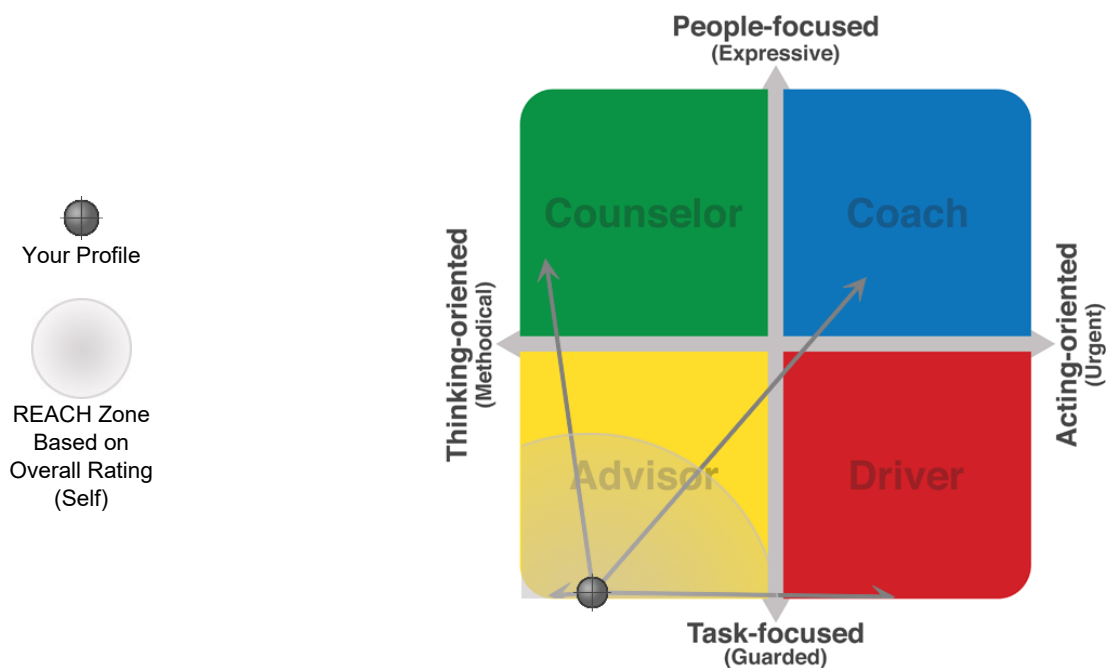 People-focused
(Expressive)
Counselor
Coach
Your Profile
Thinking-oriented
(Methodical)
Acting-oriented
(Urgent)
REACH Zone
Based on
Overall Rating
(Self)
Advisor
Driver
Task-focused
(Guarded)